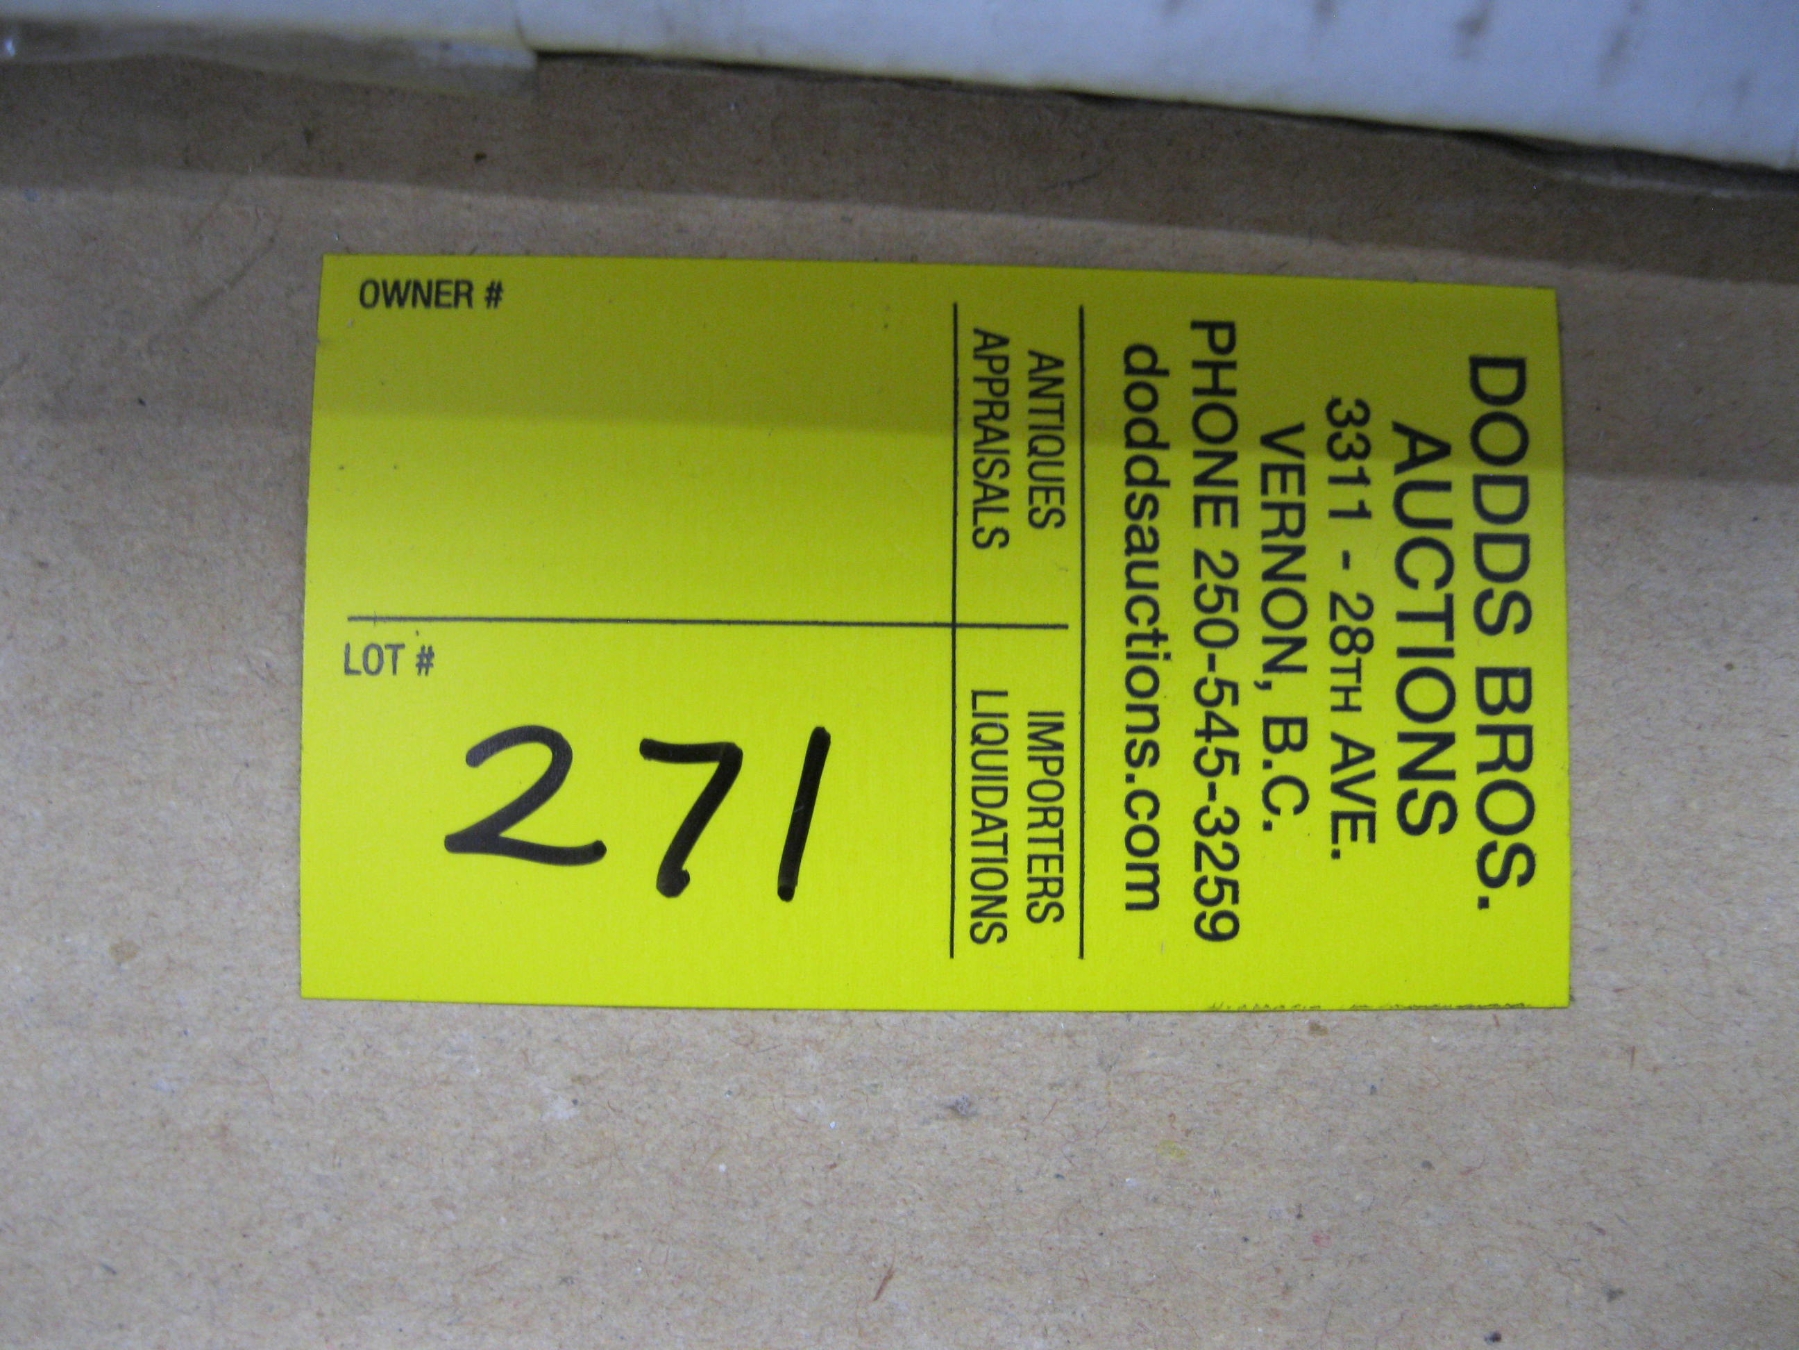 DODDS BROS.
AUCTIONS
3311 - 28TH AVE.
VERNON, B.C.
PHONE 250-545-3259
doddsauctions.com
ANTIQUES
APPRAISALS
IMPORTERS
LIQUIDATIONS
OWNER #
LOT #
271